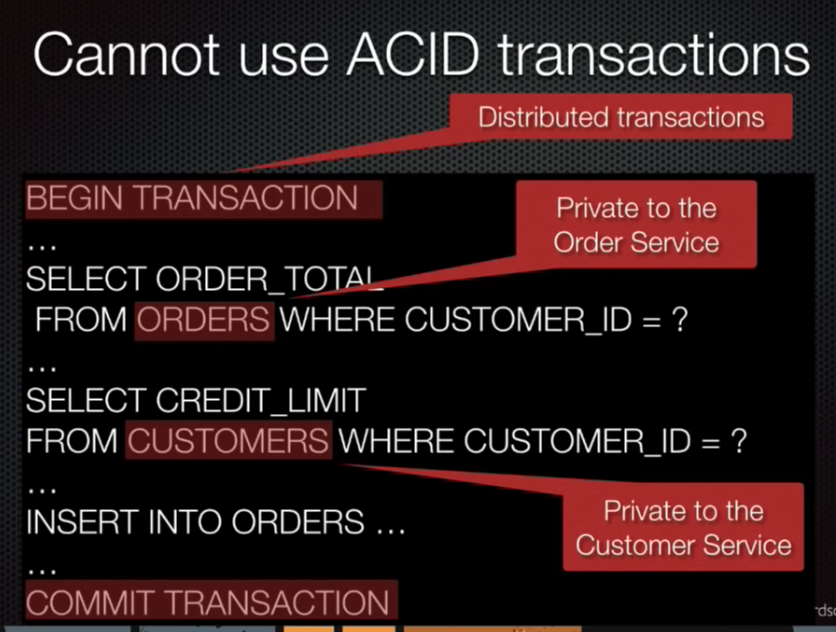 Cannot use ACID transactions
Distributed transactions
BEGIN TRANSACTION
...
Private to the
Order Service
SELECT ORDER_TOTAL
FROM ORDERS WHERE CUSTOMER_ID = ?
...
SELECT CREDIT_LIMIT
FROM CUSTOMERS WHERE CUSTOMER_ID = ?
...
INSERT INTO ORDERS ...
Private to the
Customer Service
...
COMMIT TRANSACTION